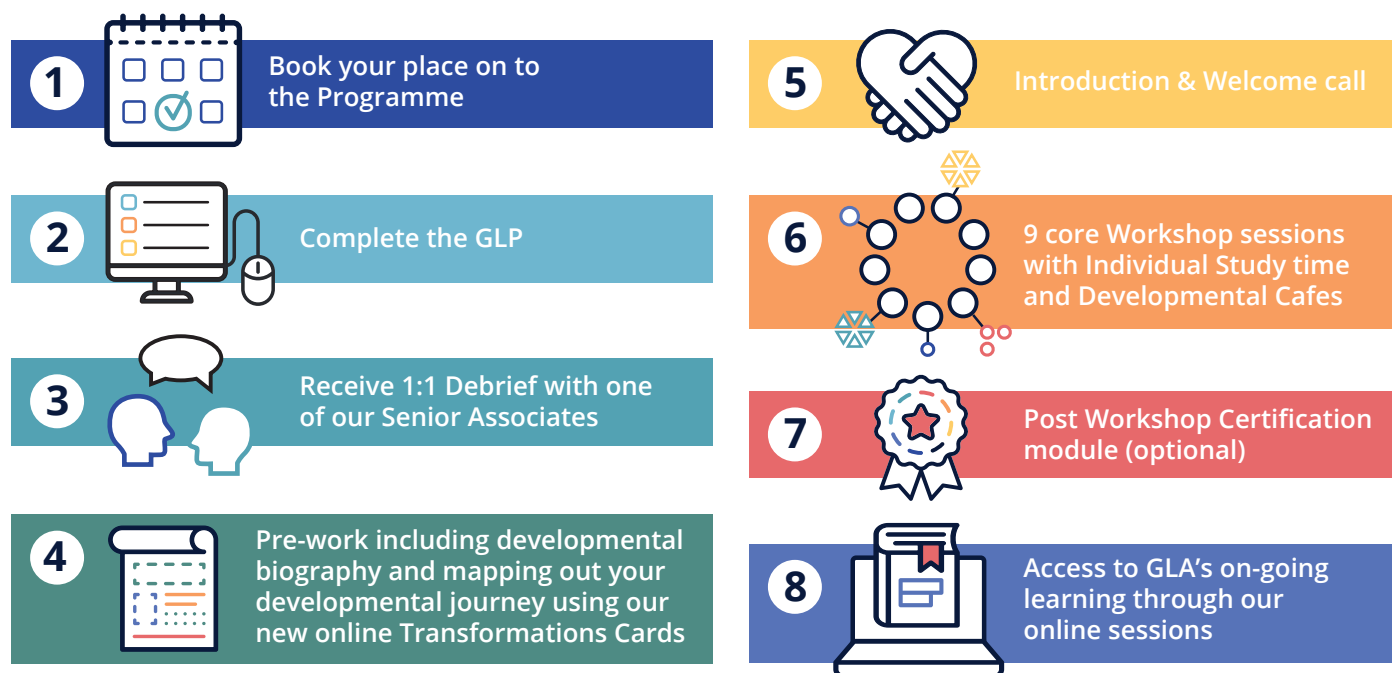 1
Book your place on to
the Programme
2
Complete the GLP
3
Receive 1:1 Debrief with one
of our Senior Associates
4
Pre-work including developmental
biography and mapping out your
developmental journey using our
new online Transformations Cards
5
Introduction & Welcome call
6
9 core Workshop sessions
with Individual Study time
and Developmental Cafes
7
Post Workshop Certification
module (optional)
8
Access to GLA’s on-going
learning through our
online sessions